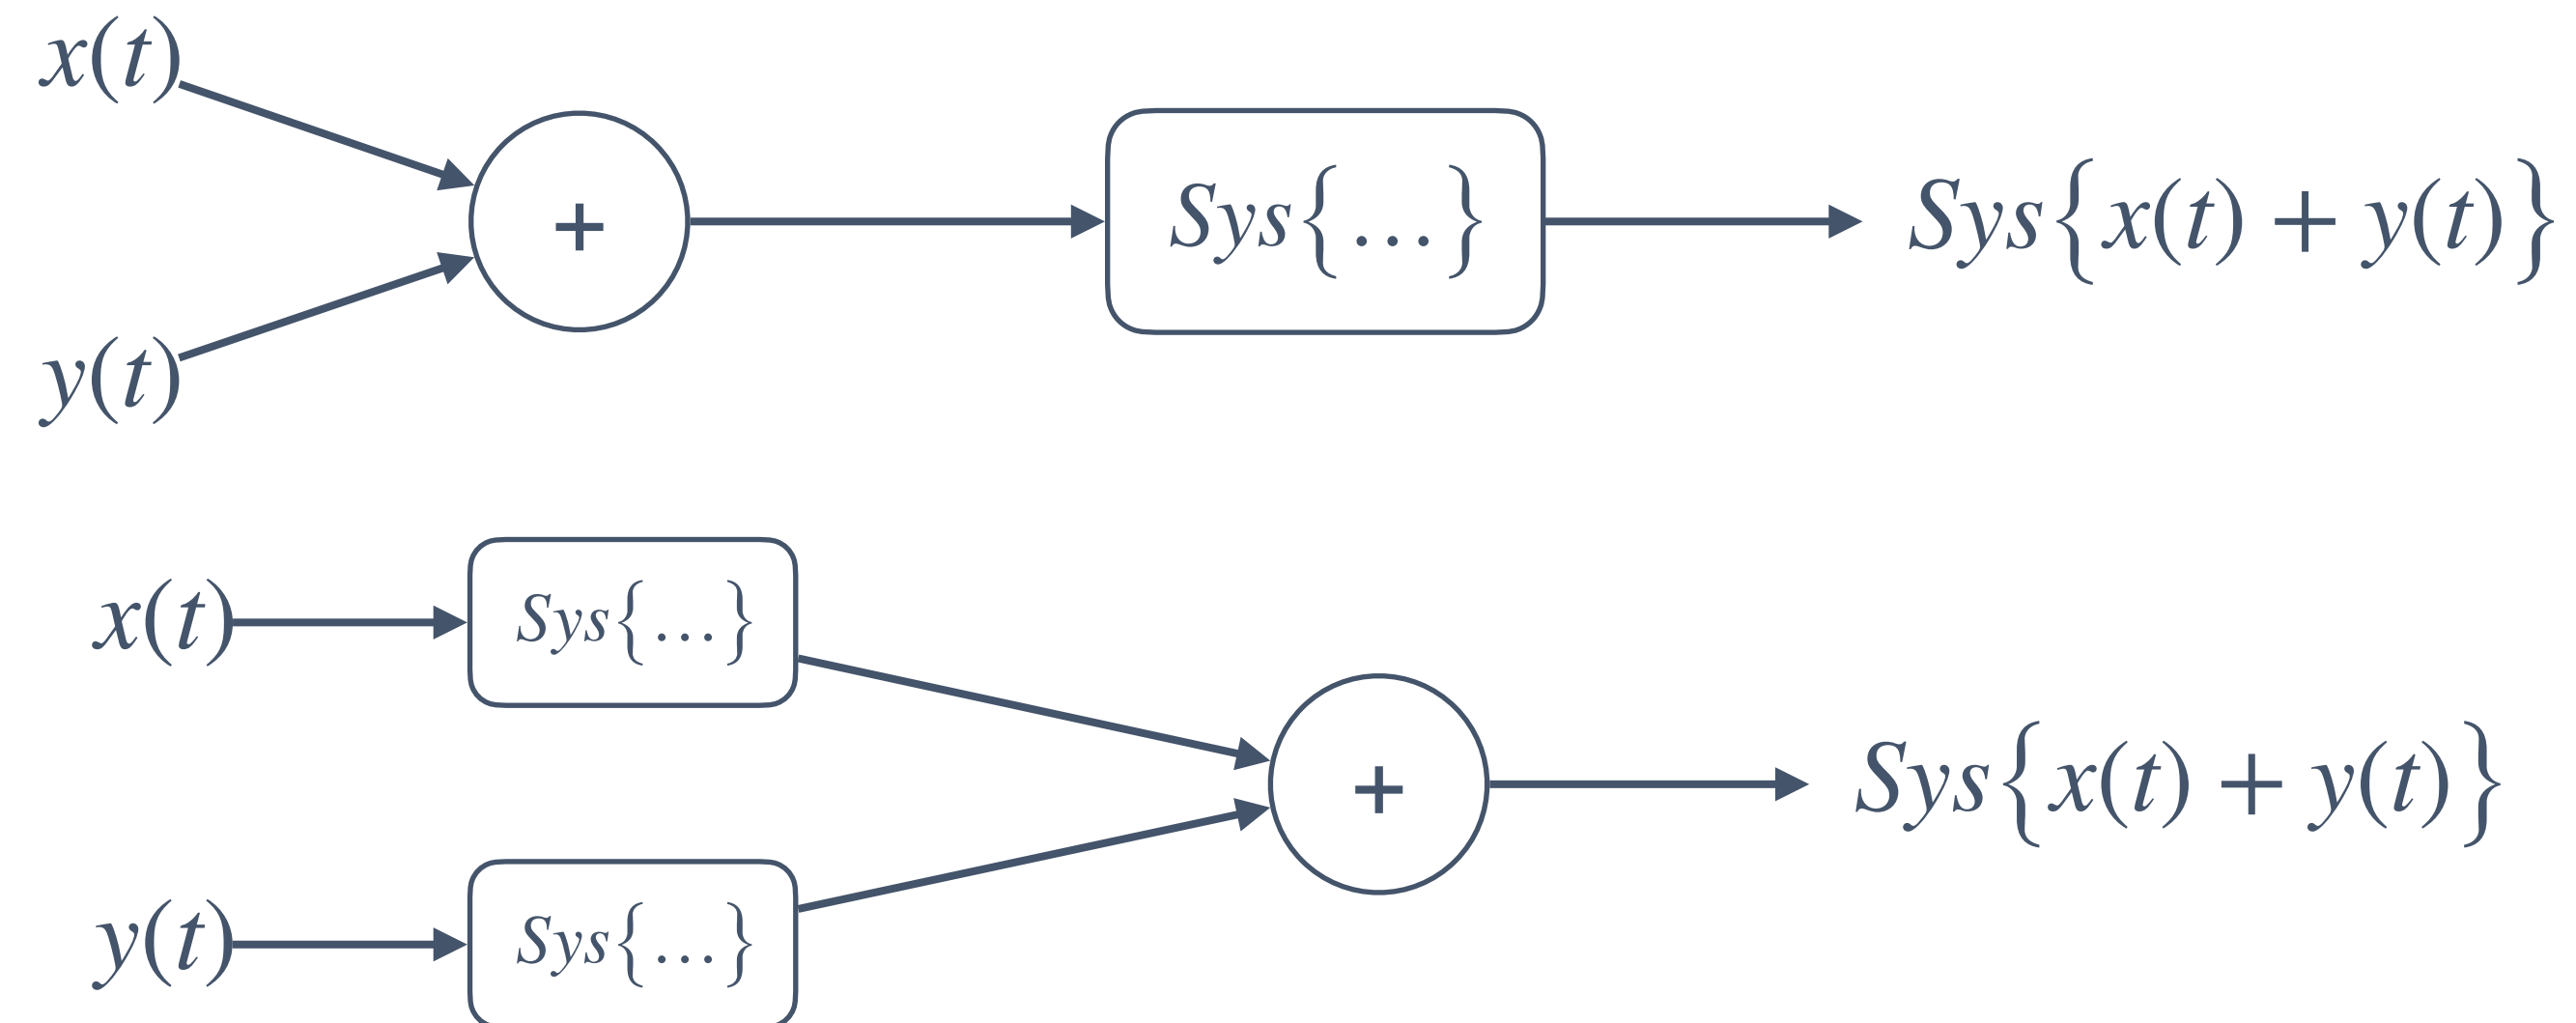 x(t)
+
Sys{...}
Sys{x(t) + y(t)}
y(t)
x(t)
Sys{...}
+
Sys{x(t) + y(t)}
y(t)
Sys{...}